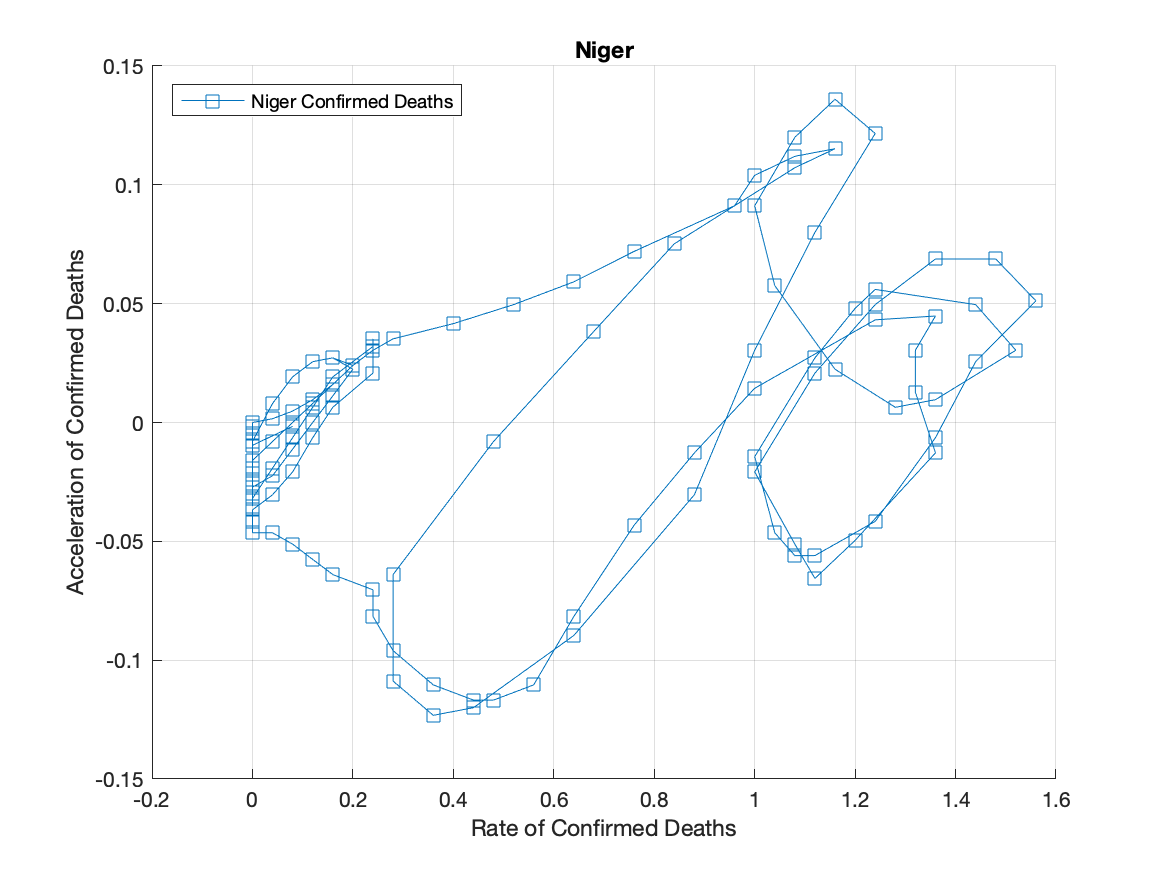 Niger
Niger Confirmed Deaths
0.15
0.1
0.05
0
-0.05
-0.1
-0.15
Acceleration of Confirmed Deaths
-0.2 0 0.2 0.4 0.6 0.8 1 1.2 1.4 1.6
Rate of Confirmed Deaths